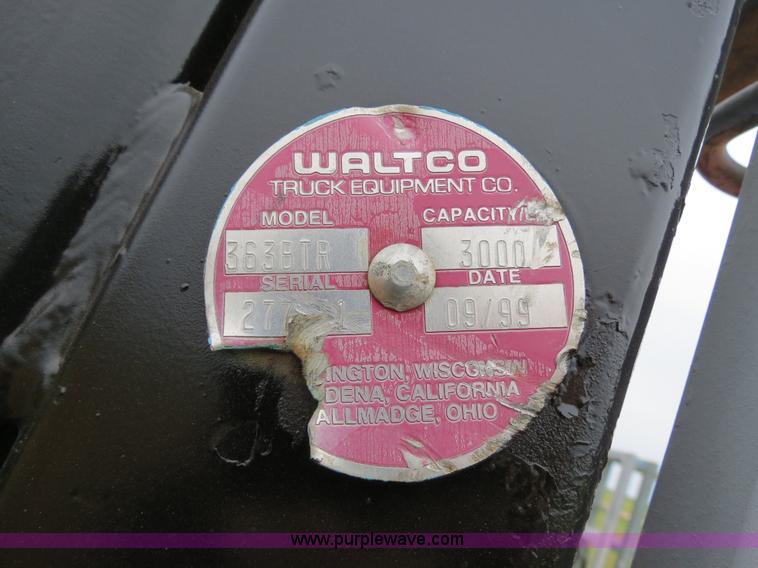 WALTCO
TRUCK EQUIPMENT CO.
MODEL CAPACITY/
363BTR 3000
SERIAL DATE
09/99
INGTON, WISCONSIN
DENA, CALIFORNIA
ALLMADGE, OHIO
www.purplewave.com